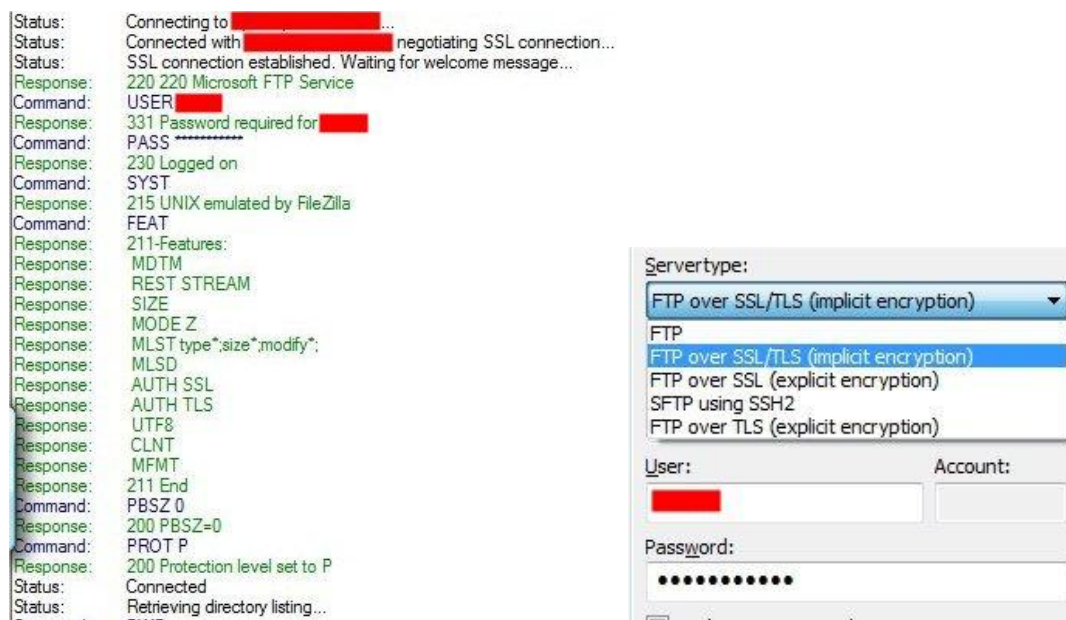 Status: Connecting to ...
Status: Connected with negotiating SSL connection...
Status: SSL connection established. Waiting for welcome message...
Response: 220 220 Microsoft FTP Service
Command: USER
Response: 331 Password required for
Command: PASS ***********
Response: 230 Logged on
Command: SYST
Response: 215 UNIX emulated by FileZilla
Command: FEAT
Response: 211-Features:
Response: MDTM
Response: REST STREAM
Response: SIZE
Response: MODE Z
Response: MLST type*;size*;modify*;
Response: MLSD
Response: AUTH SSL
Response: AUTH TLS
Response: UTF8
Response: CLNT
Response: MFMT
Response: 211 End
Command: PBSZ 0
Response: 200 PBSZ=0
Command: PROT P
Response: 200 Protection level set to P
Status: Connected
Status: Retrieving directory listing...
Servertype:
FTP over SSL/TLS (implicit encryption)
FTP
FTP over SSL/TLS (implicit encryption)
FTP over SSL (explicit encryption)
SFTP using SSH2
FTP over TLS (explicit encryption)
User: Account:
Password:
●●●●●●●●●●●